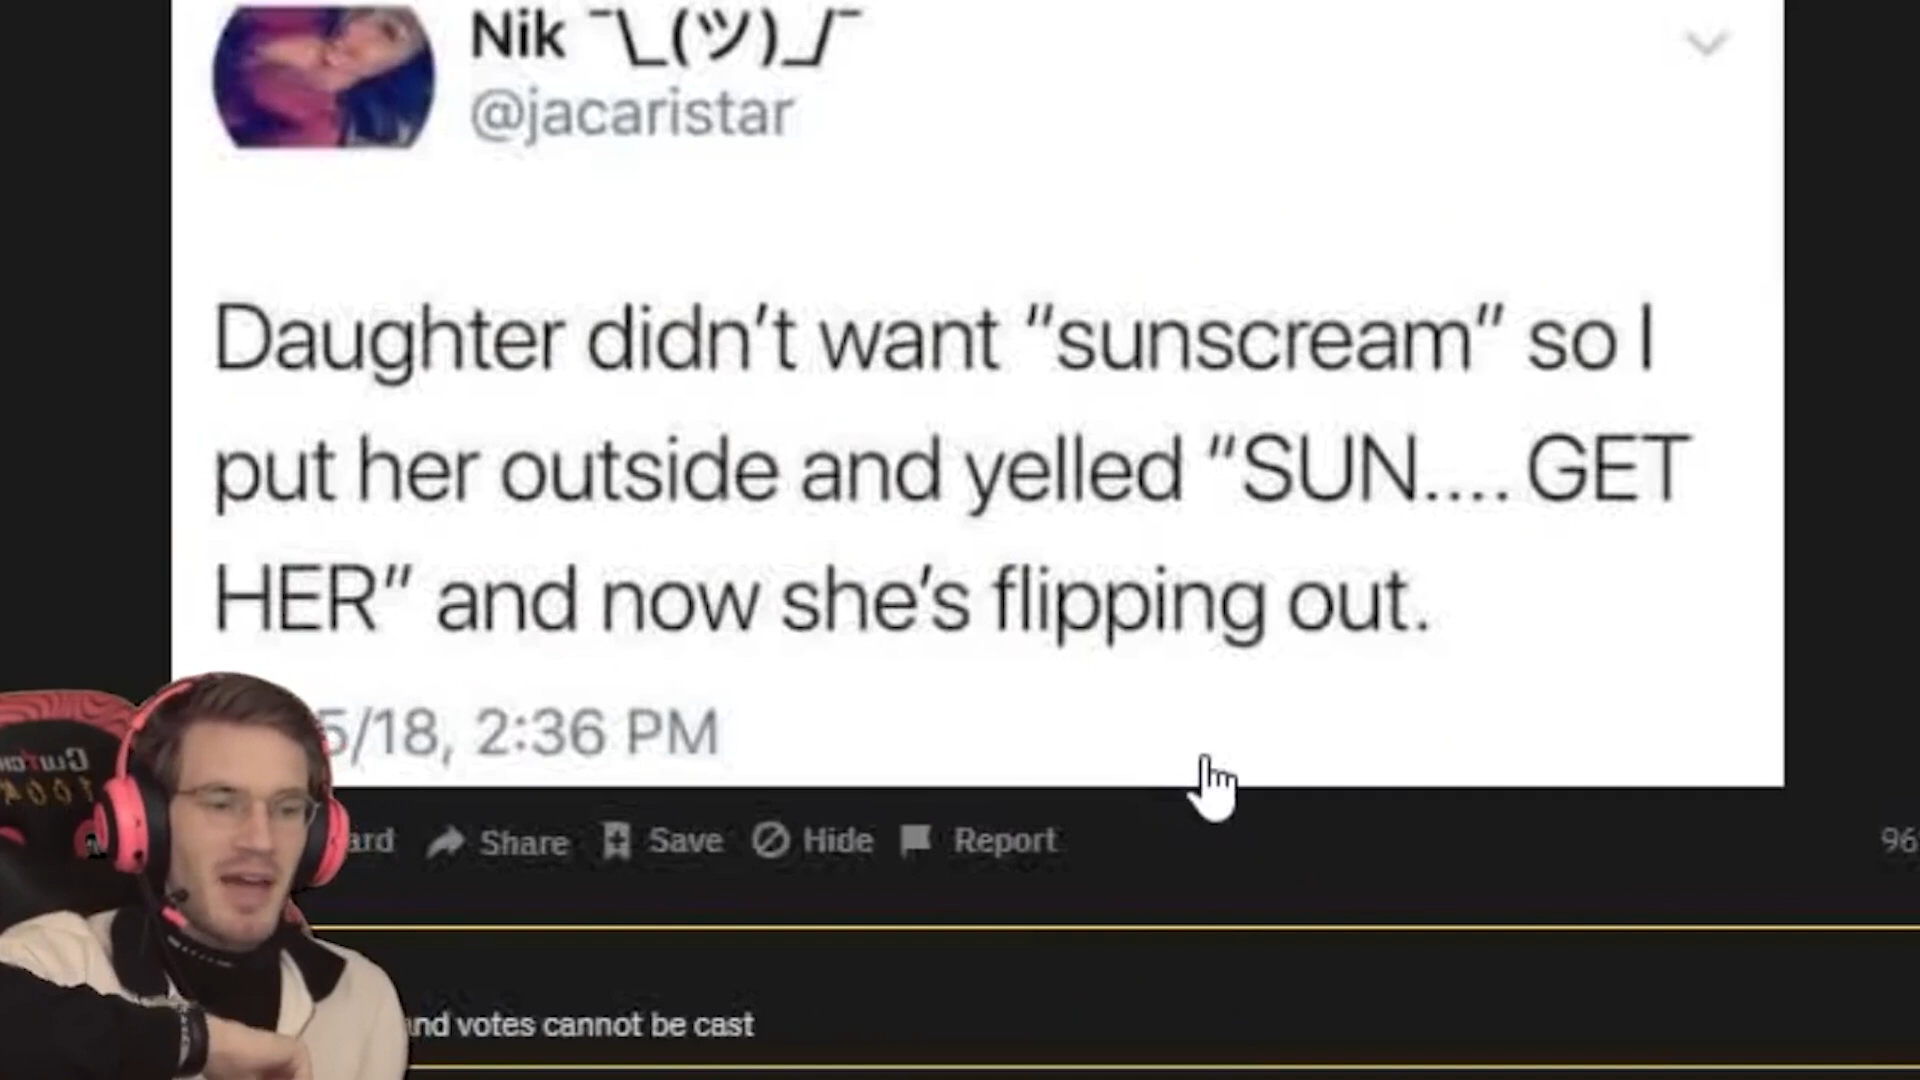 Nik ¯\_(ツ)_/¯
@jacaristar
Daughter didn't want “sunscream” so I
put her outside and yelled “SUN.... GET
HER” and now she's flipping out.
5/18, 2:36 PM
Share Save Hide Report
96
votes cannot be cast